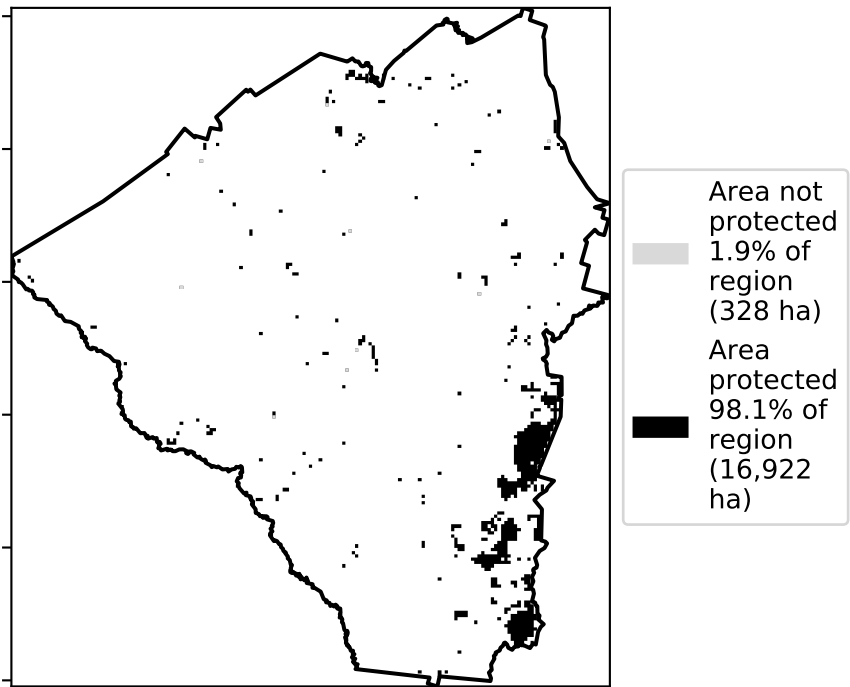 Area not
protected
1.9% of
region
(328 ha)
Area
protected
98.1% of
region
(16,922
ha)